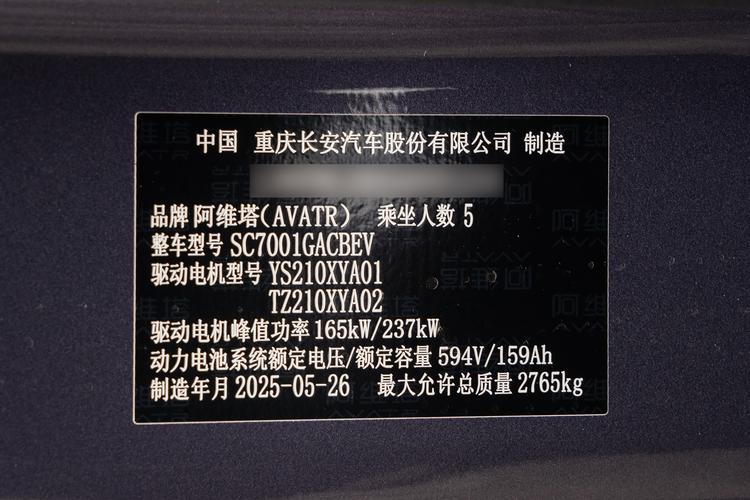 中国 重庆长安汽车股份有限公司 制造
品牌 阿维塔(AVATR) 乘坐人数 5
整车型号 SC7001GACBEV
驱动电机型号 YS210XYA01
TZ210XYA02
驱动电机峰值功率 165kW/237kW
动力电池系统额定电压/额定容量 594V/159Ah
制造年月 2025-05-26 最大允许总质量 2765kg